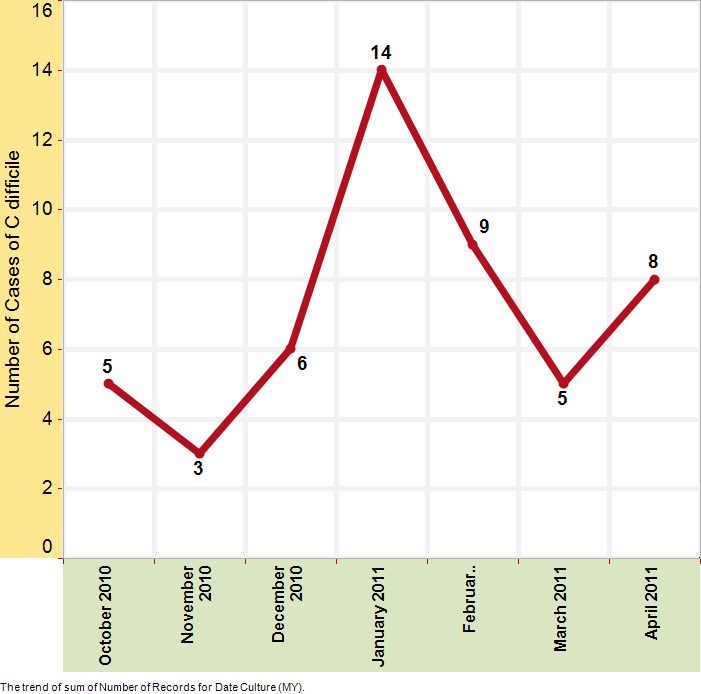 Number of Cases of C difficile
16
14
12
10
8
6
4
2
0
5
3
6
14
9
5
8
October 2010
November
2010
December
2010
January 2011
Februar..
March 2011
April 2011
The trend of sum of Number of Records for Date Culture (MY).